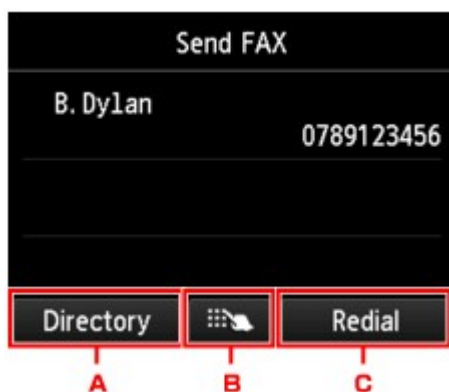 Send FAX
B. Dylan
0789123456
Directory Redial
A B C